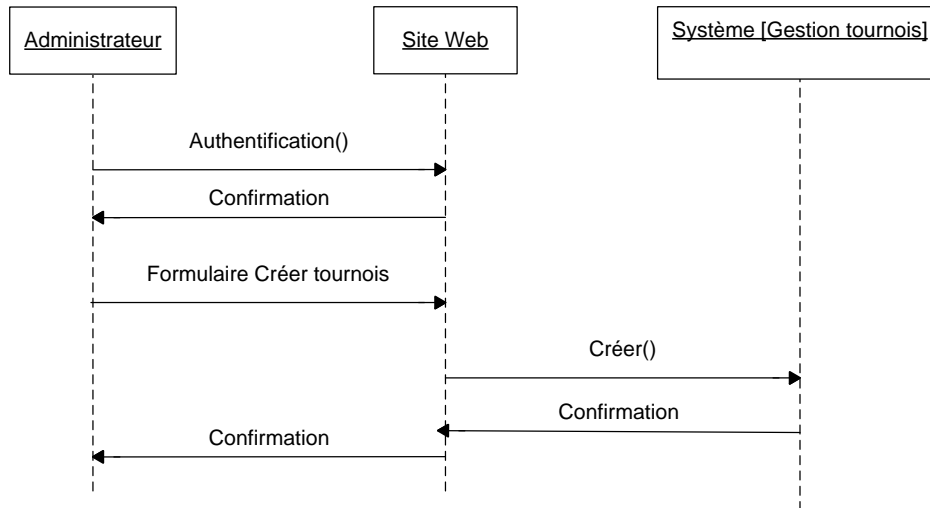 Administrateur
Site Web
Système [Gestion tournois]
Authentification()
Confirmation
Formulaire Créer tournois
Créer()
Confirmation
Confirmation